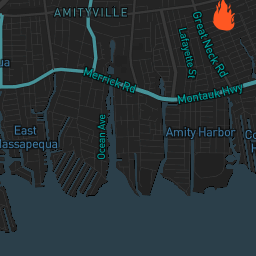 AMITYVILLE
Great Neck Rd
Lafayette St
Merrick Rd
Montauk Hwy
Ocean Ave
East
Massapequa
Amity Harbor